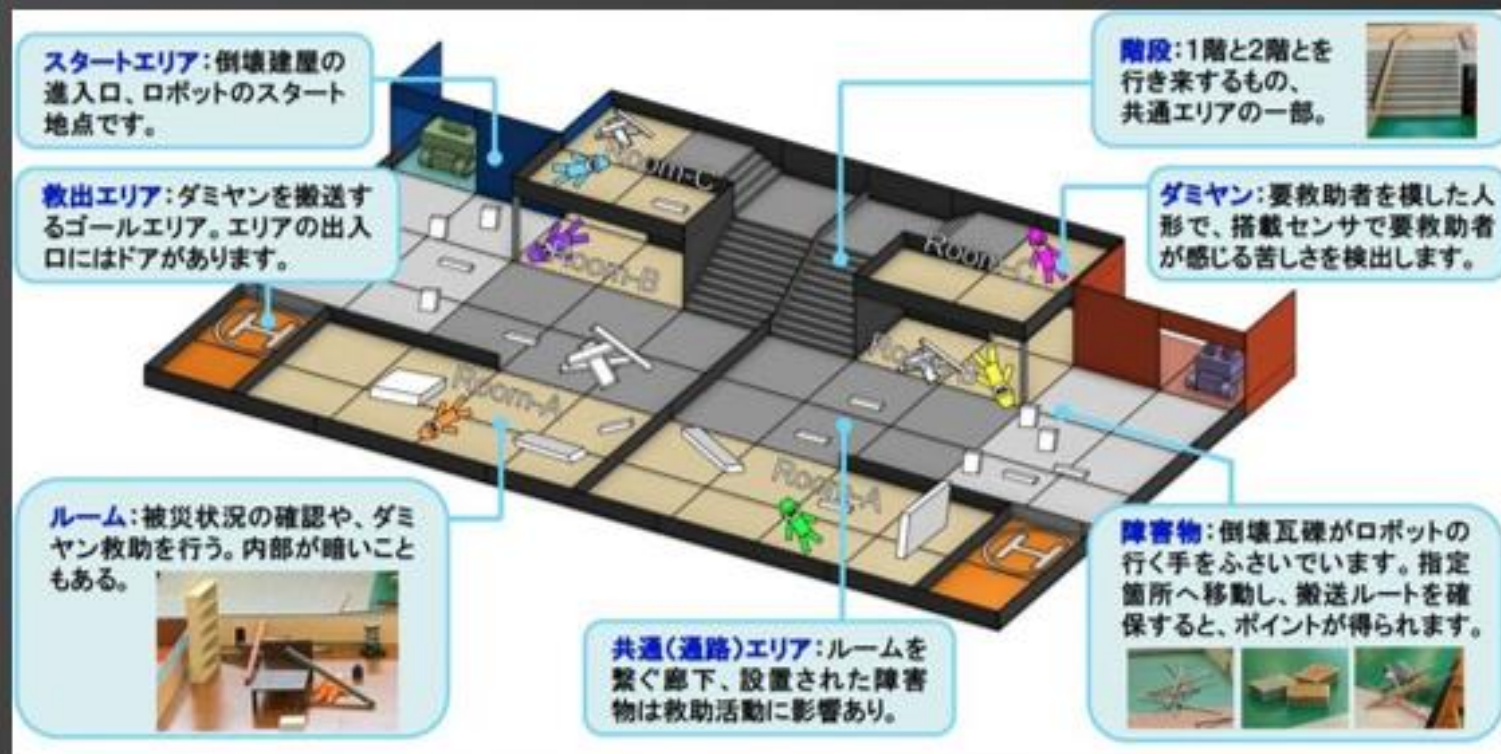 スタートエリア：倒壊建屋の
進入口、ロボットのスタート
地点です。
階段：1階と2階とを
行き来するもの、
共通エリアの一部。
救出エリア：ダミヤンを搬送す
るゴールエリア。エリアの出入
口にはドアがあります。
ダミヤン：要救助者を模した人
形で、搭載センサで要救助者
が感じる苦しさを検出します。
Room-C
Room-B
Room-C
Room-A
Room-A
ルーム：被災状況の確認や、ダミ
ヤン救助を行う。内部が暗いこと
もある。
共通(通路)エリア：ルームを
繋ぐ廊下、設置された障害
物は救助活動に影響あり。
障害物：倒壊瓦礫がロボットの
行く手をふさいでいます。指定
箇所へ移動し、搬送ルートを確
保すると、ポイントが得られます。